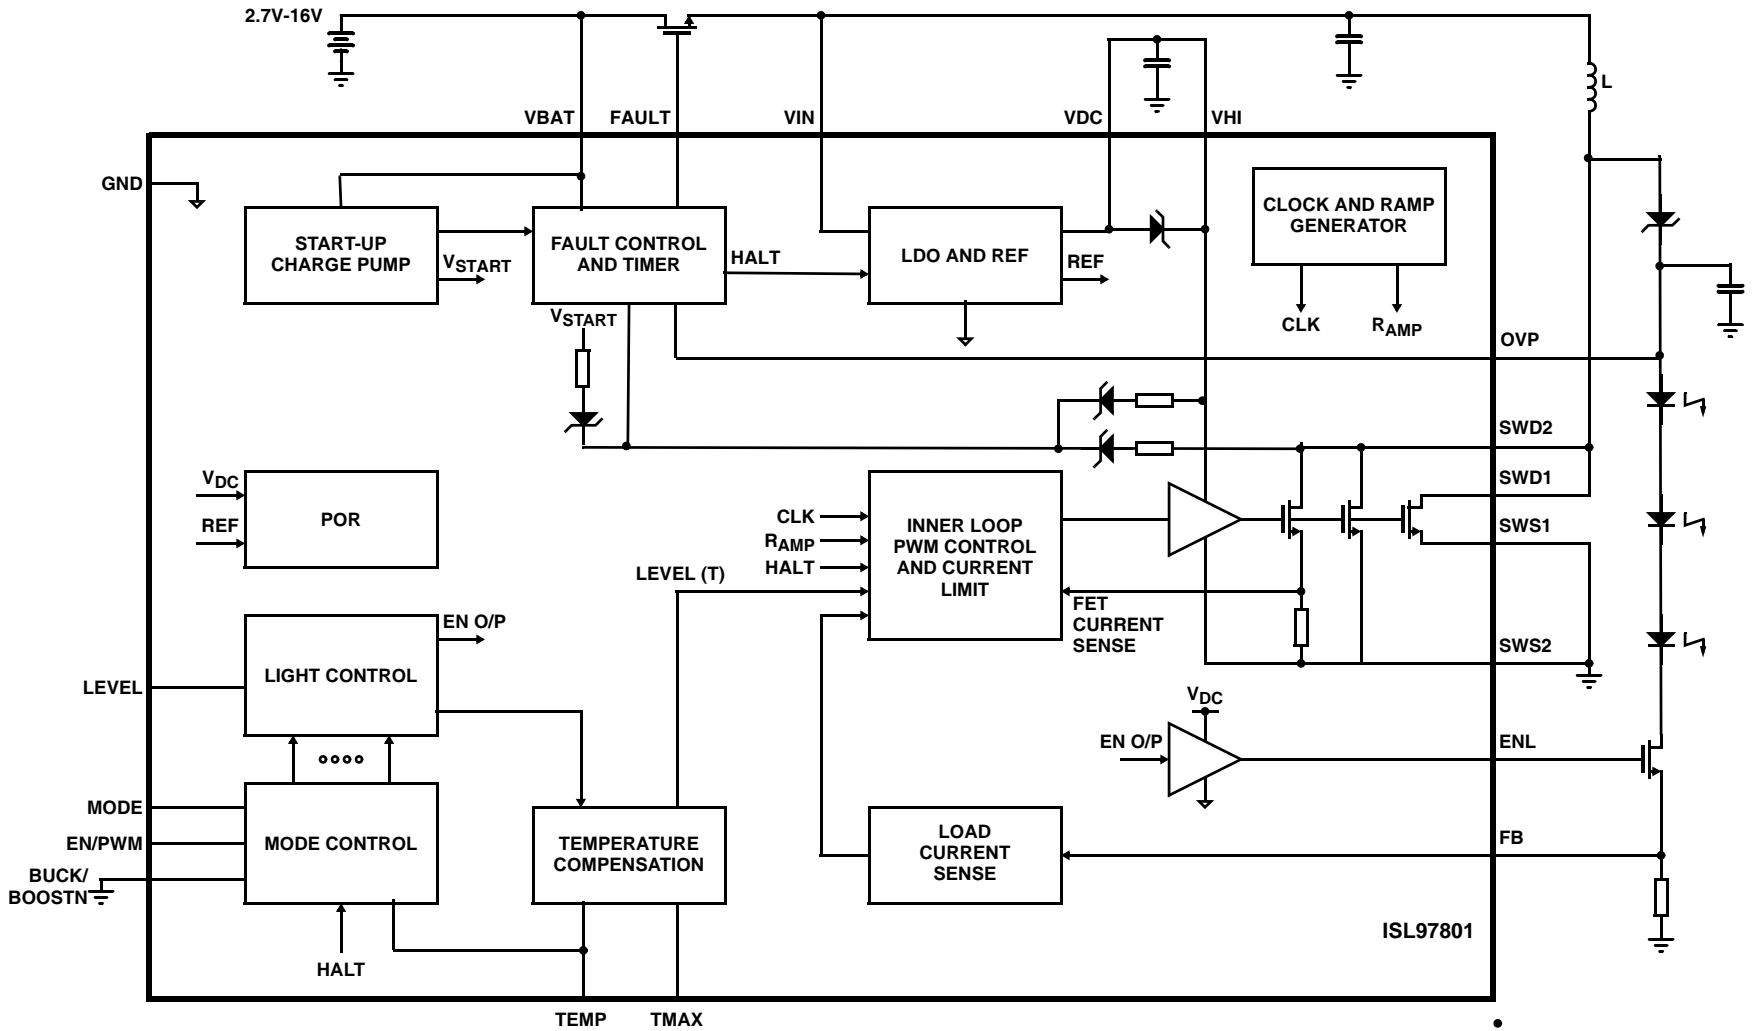 2.7V-16V
L
VBAT
FAULT
VIN
VDC
VHI
GND
START-UP
CHARGE PUMP
VSTART
FAULT CONTROL
AND TIMER
HALT
LDO AND REF
REF
CLOCK AND RAMP
GENERATOR
CLK
RAMP
VSTART
OVP
SWD2
SWD1
SWS1
SWS2
VDC
REF
POR
CLK
RAMP
HALT
LEVEL (T)
INNER LOOP
PWM CONTROL
AND CURRENT
LIMIT
FET
CURRENT
SENSE
EN O/P
LIGHT CONTROL
LEVEL
VDC
EN O/P
ENL
MODE
EN/PWM
BUCK/
BOOSTN
MODE CONTROL
TEMPERATURE
COMPENSATION
LOAD
CURRENT
SENSE
FB
HALT
ISL97801
TEMP
TMAX